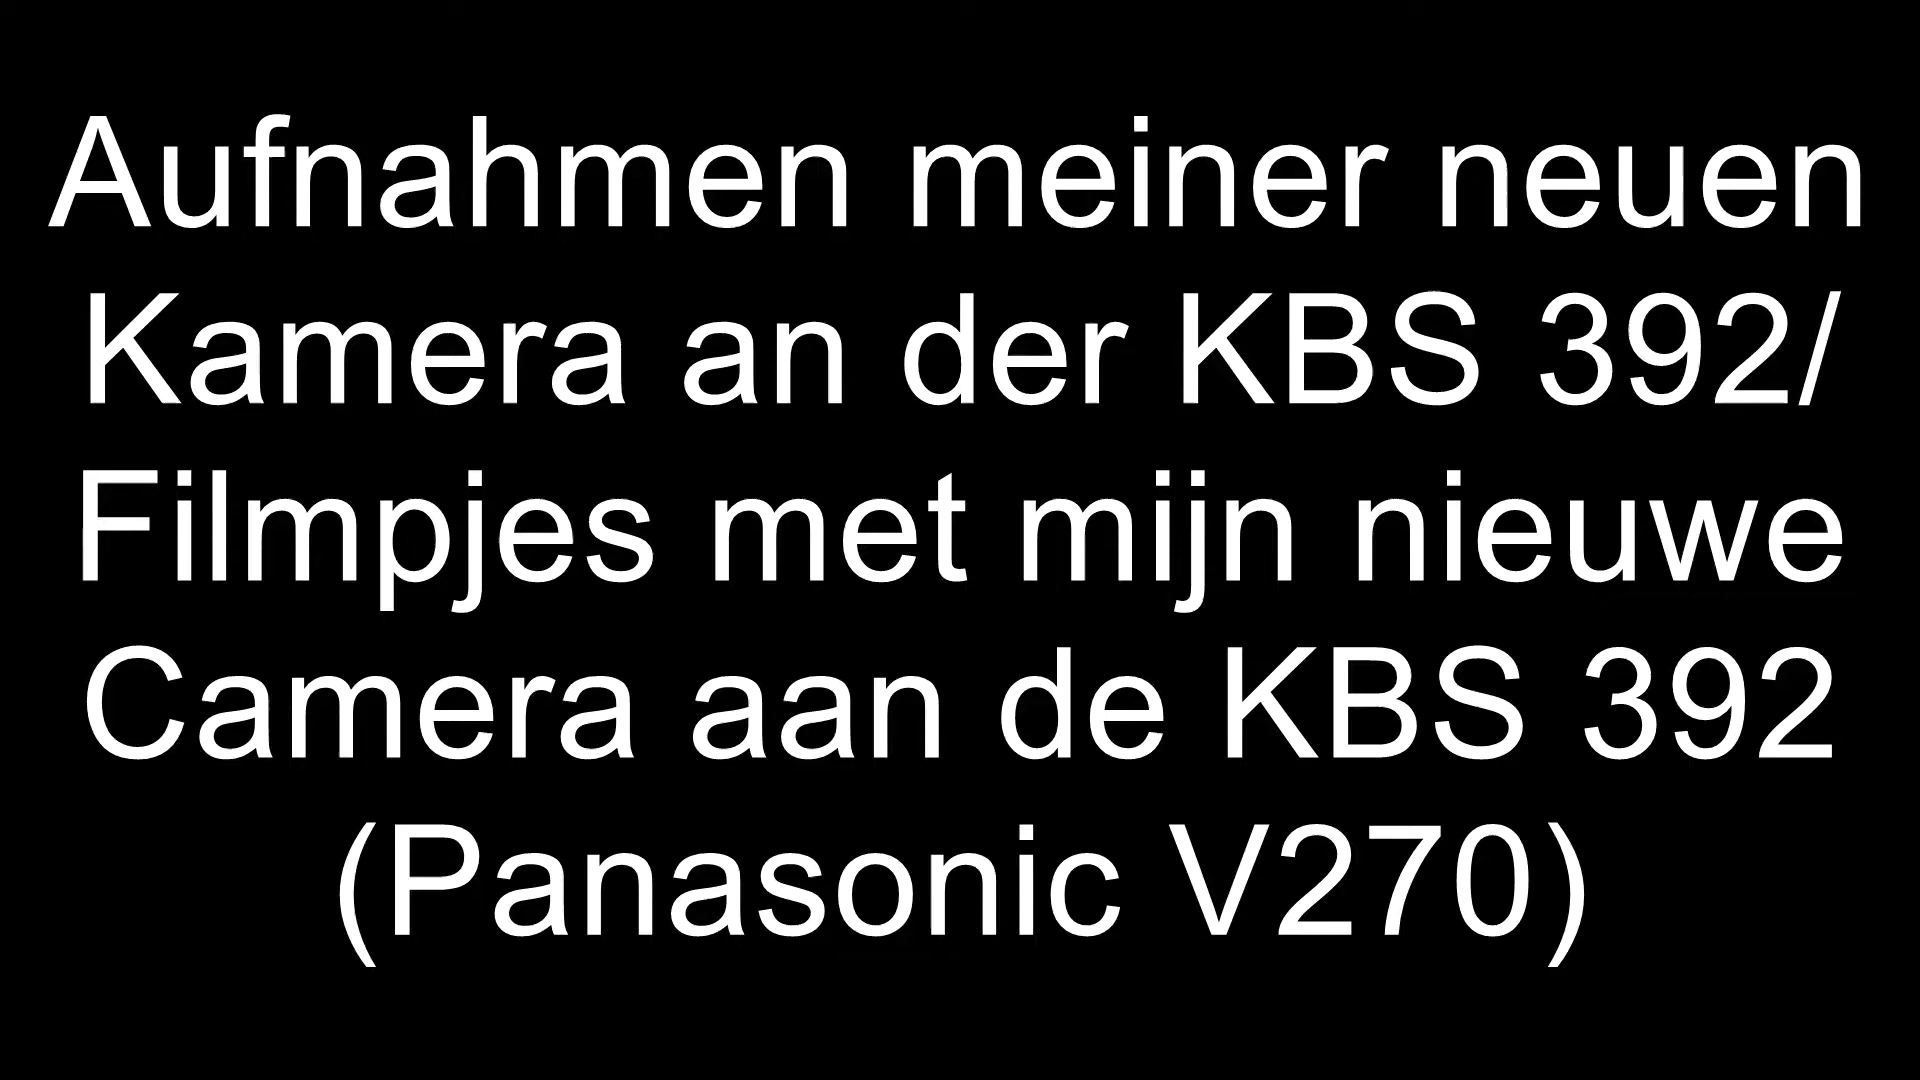 Aufnahmen meiner neuen
Kamera an der KBS 392/
Filmpjes met mijn nieuwe
Camera aan de KBS 392
(Panasonic V270)